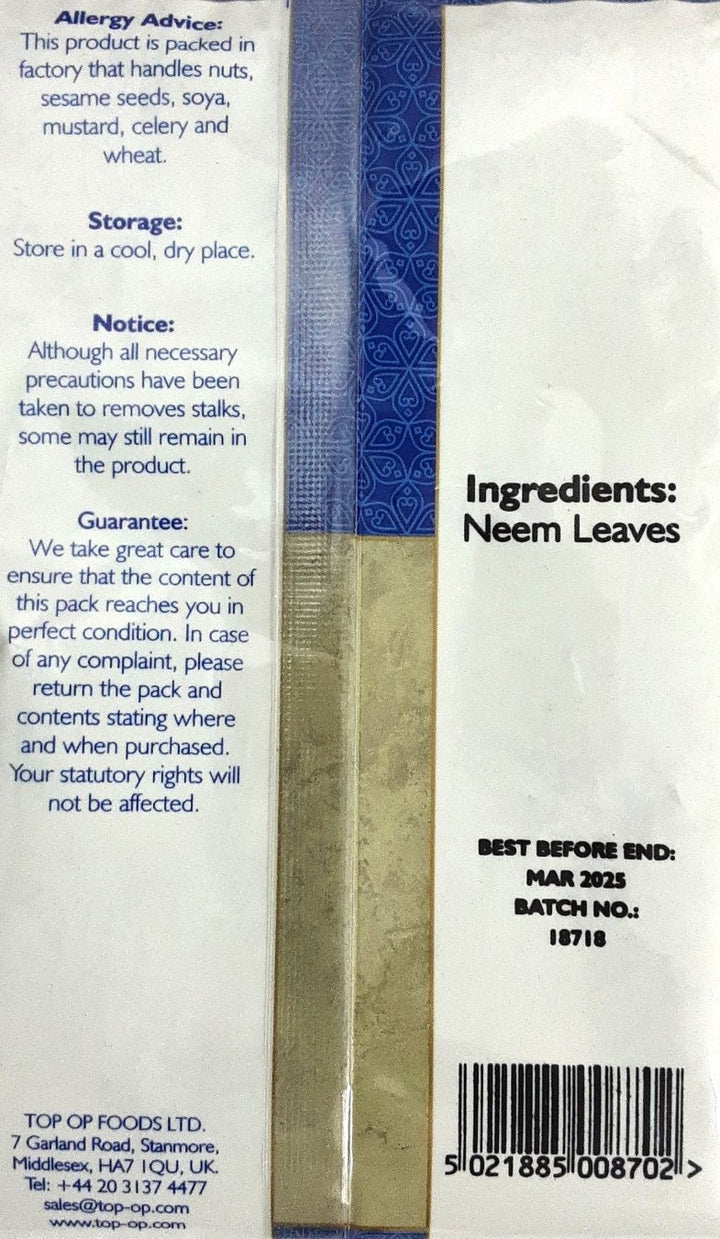 Allergy Advice:
This product is packed in
factory that handles nuts,
sesame seeds, soya,
mustard, celery and
wheat.
Storage:
Store in a cool, dry place.
Notice:
Although all necessary
precautions have been
taken to removes stalks,
some may still remain in
the product.
Guarantee:
We take great care to
ensure that the content of
this pack reaches you in
perfect condition. In case
of any complaint, please
return the pack and
contents stating where
and when purchased.
Your statutory rights will
not be affected.
TOP OP FOODS LTD.
7 Garland Road, Stanmore,
Middlesex, HA7 1QU, UK.
Tel: +44 20 3137 4477
sales@top-op.com
www.top-op.com
Ingredients:
Neem Leaves
BEST BEFORE END:
MAR 2025
BATCH NO.:
18718
5 021885 008702 >